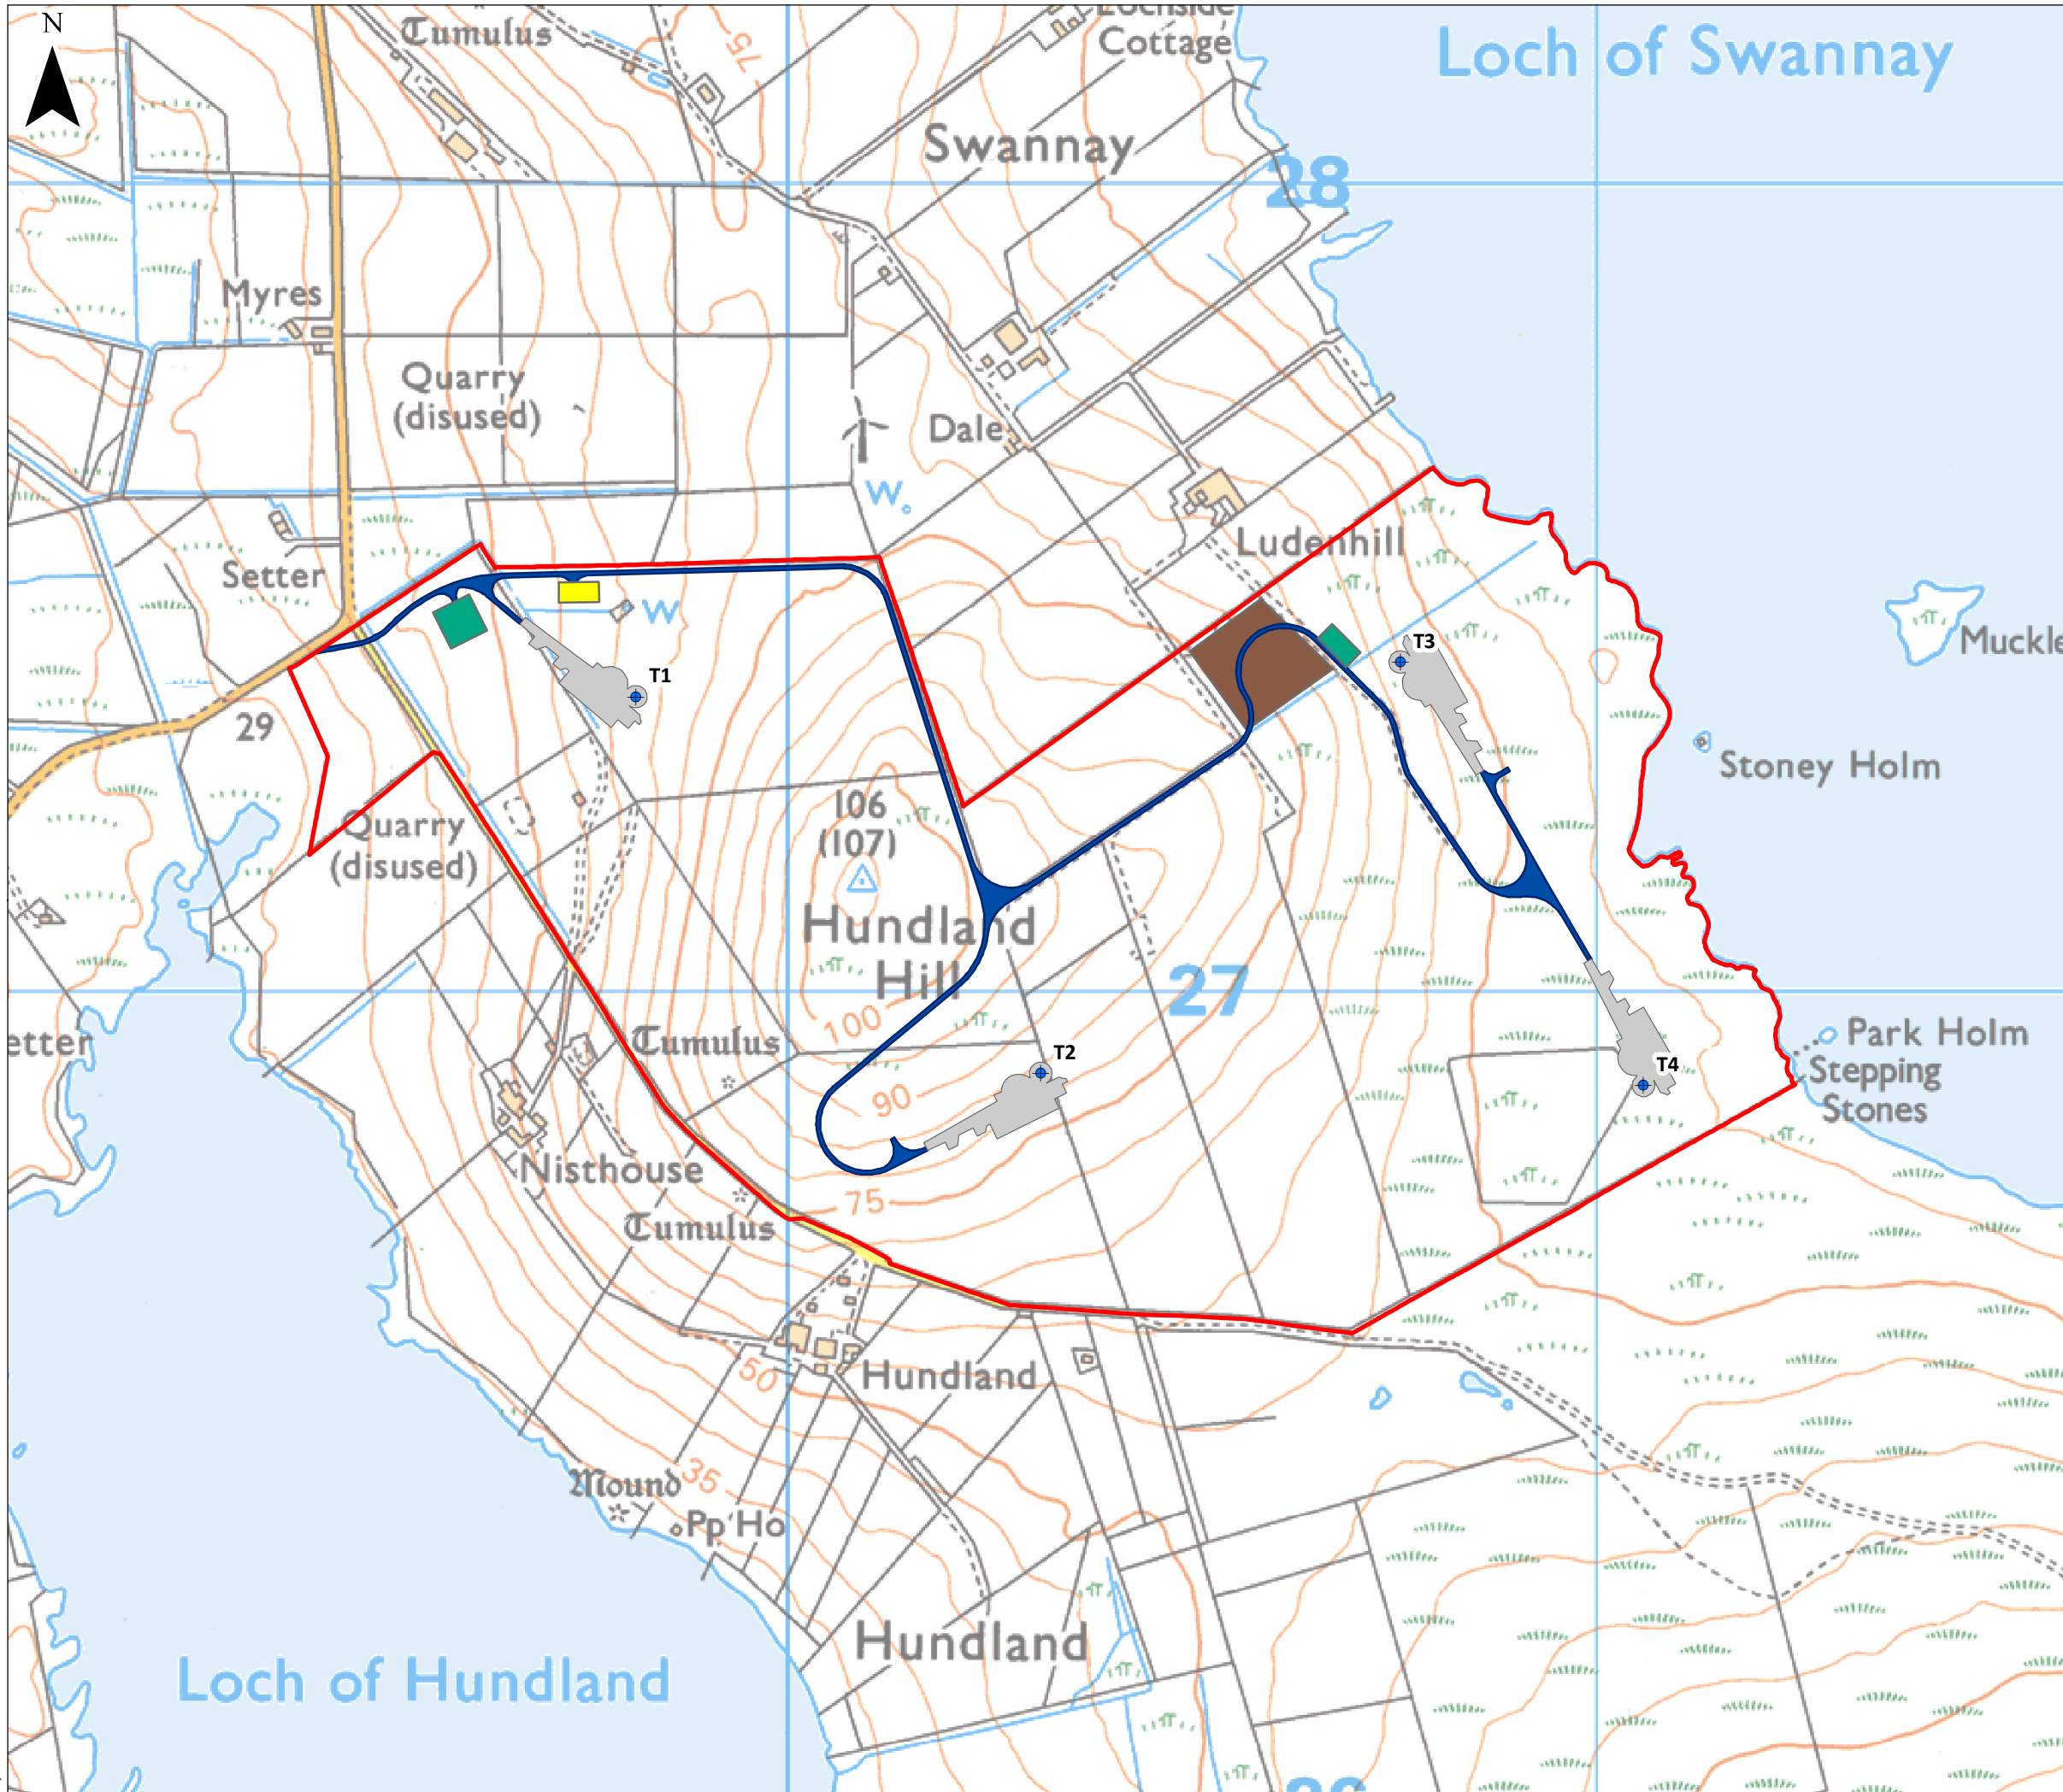 N
Tumulus
75
Lochside
Cottage
Loch of Swannay
Swannay
28
Myres
Quarry
(disused)
Dale
W.
Ludenhill
Setter
W
T1
T3
Muckle
29
Stoney Holm
Quarry
(disused)
106
(107)
Hundland
Hill
27
100
etter
Tumulus
T2
90
T4
Park Holm
Stepping
Stones
Nisthouse
75
Tumulus
50
Hundland
Mound
35
Pp Ho
Hundland
Loch of Hundland